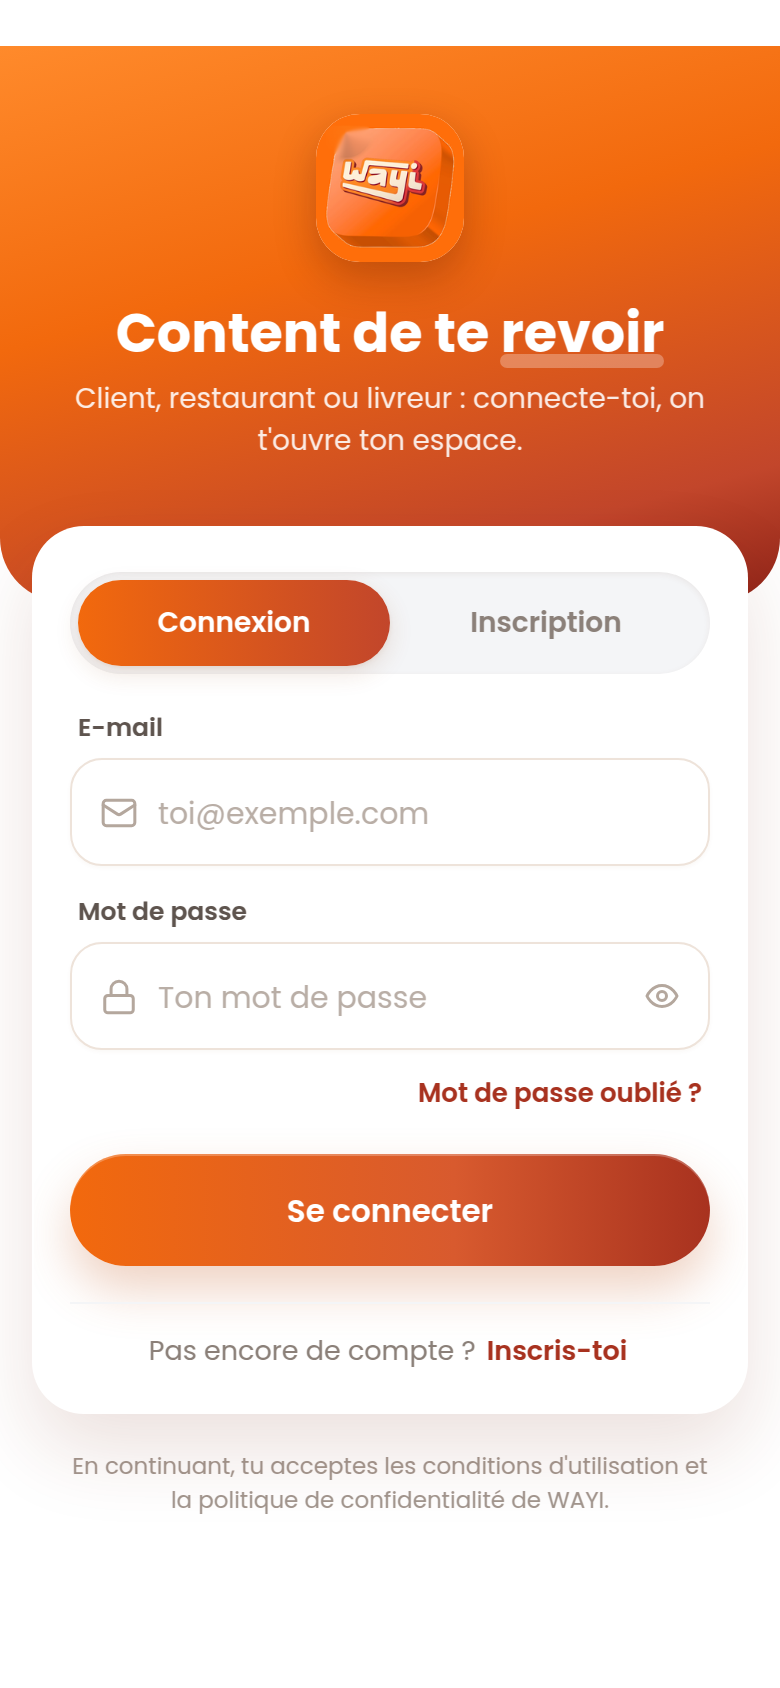 wayi
Content de te revoir
Client, restaurant ou livreur : connecte-toi, on
t'ouvre ton espace.
Connexion
Inscription
E-mail
toi@exemple.com
Mot de passe
Ton mot de passe
Mot de passe oublié ?
Se connecter
Pas encore de compte ? Inscris-toi
En continuant, tu acceptes les conditions d'utilisation et
la politique de confidentialité de WAYI.